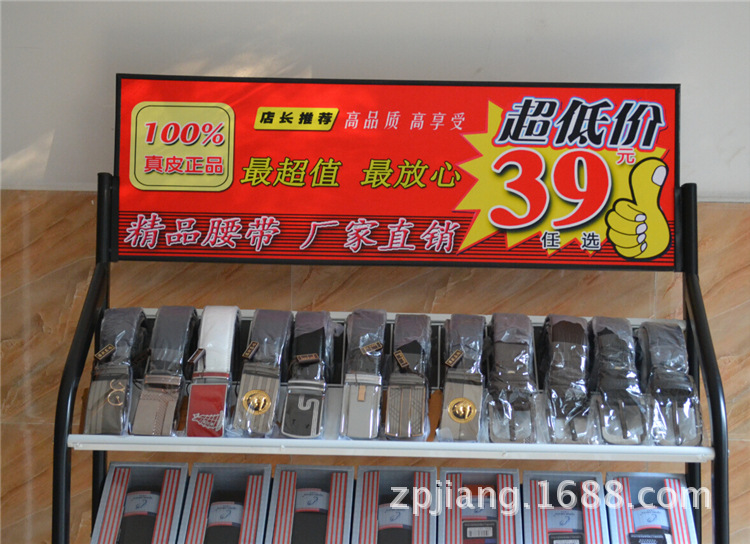 100%
真皮正品
店长推荐 高品质 高享受
最超值 最放心
精品腰带 厂家直销
超低价
39元
任选
zpjiang.1688.com